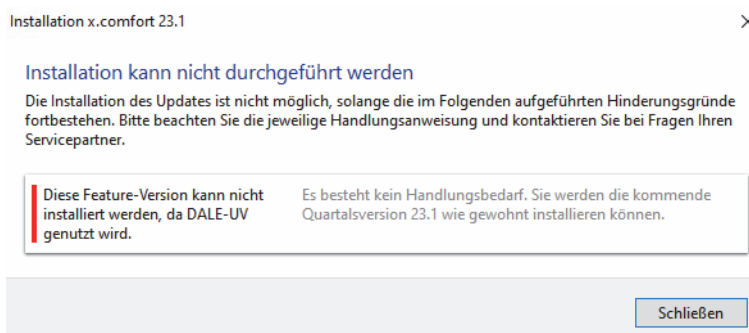 Installation x.comfort 23.1
Installation kann nicht durchgeführt werden
Die Installation des Updates ist nicht möglich, solange die im Folgenden aufgeführten Hinderungsgründe
fortbestehen. Bitte beachten Sie die jeweilige Handlungsanweisung und kontaktieren Sie bei Fragen Ihren
Servicepartner.
Diese Feature-Version kann nicht
installiert werden, da DALE-UV
genutzt wird.
Es besteht kein Handlungsbedarf. Sie werden die kommende
Quartalsversion 23.1 wie gewohnt installieren können.
Schließen